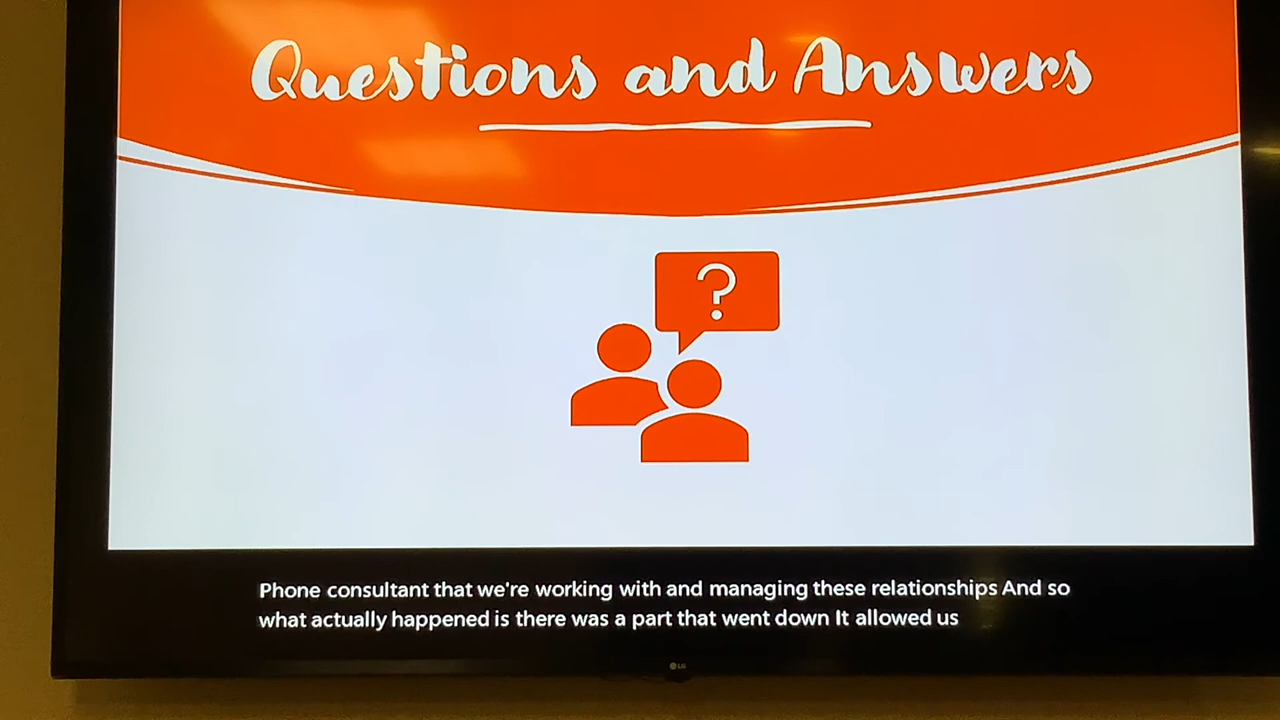 Questions and Answers
?
Phone consultant that we're working with and managing these relationships And so
what actually happened is there was a part that went down It allowed us
LG